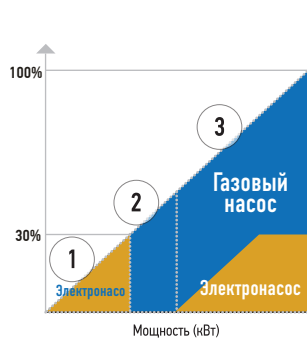 100%
3
Газовый
насос
2
30%
1
Электронасо
Электронасос
Мощность (кВт)